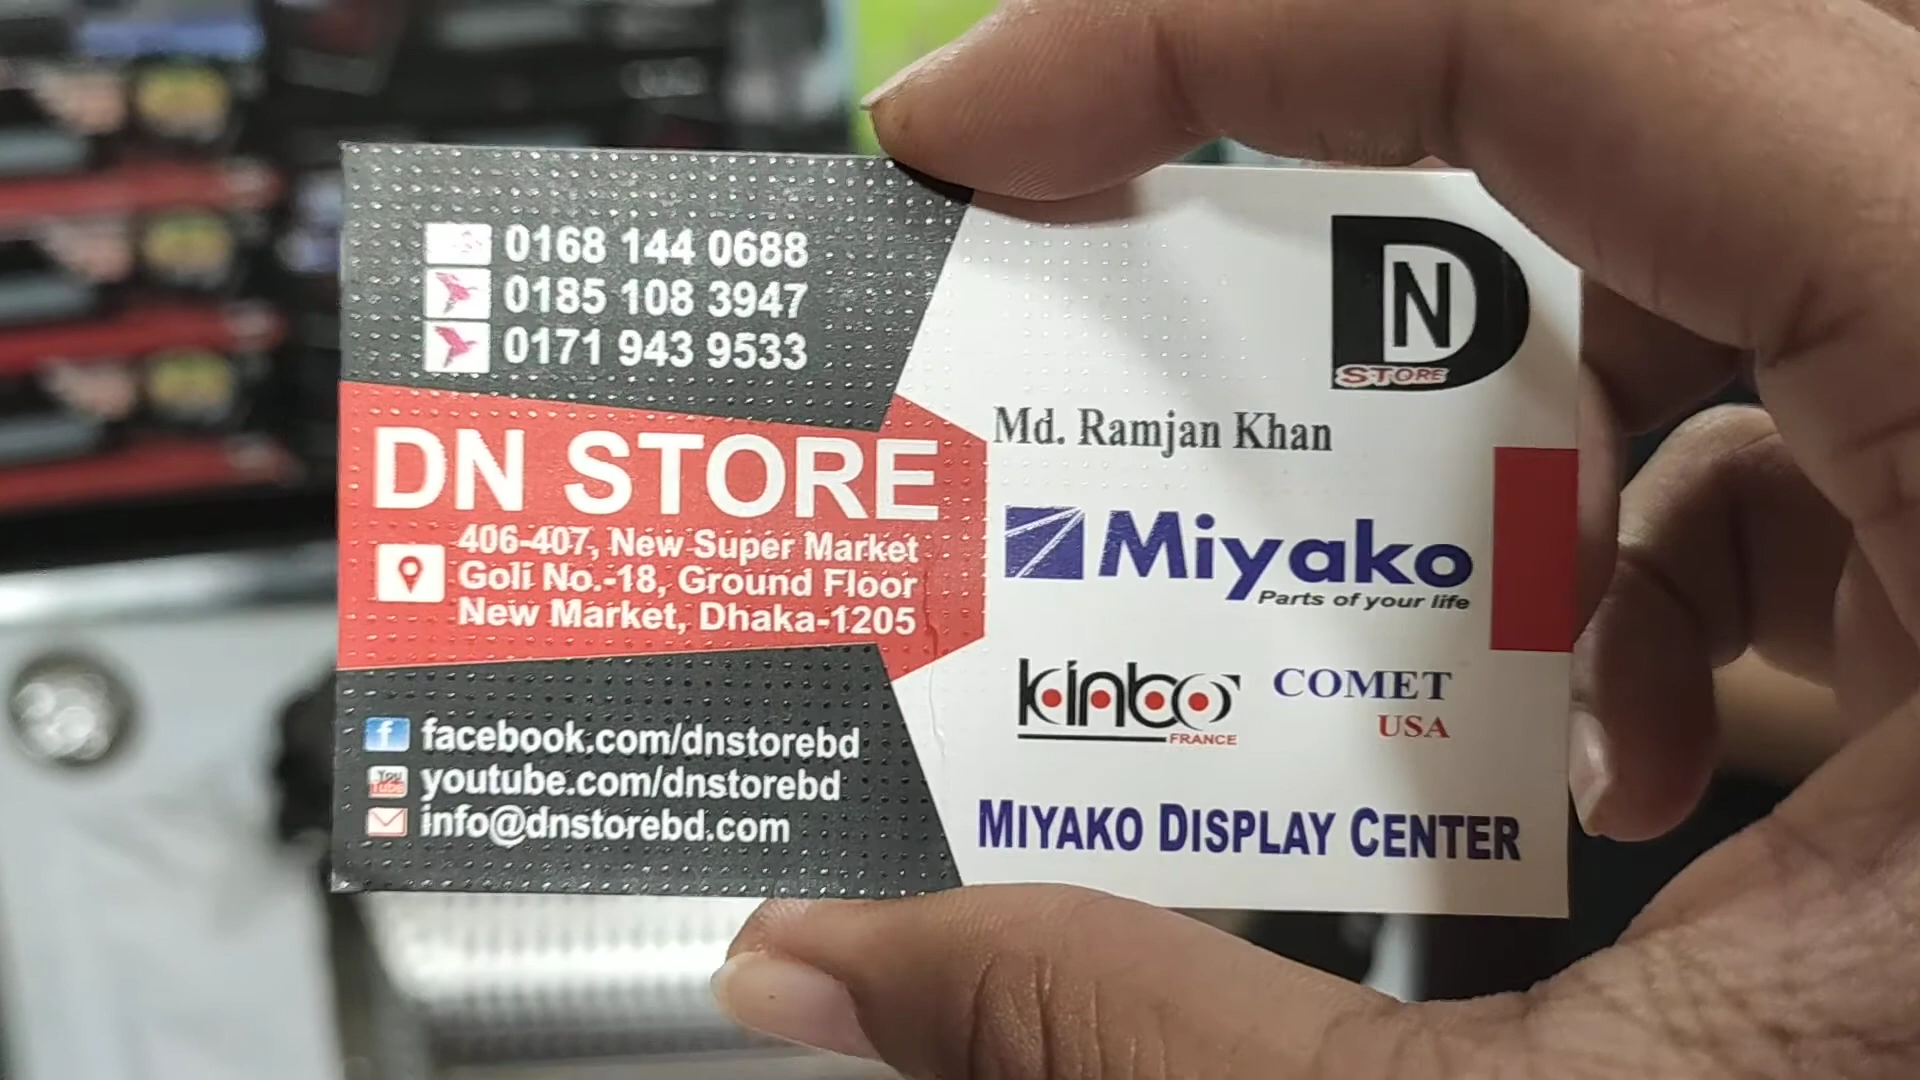 0168 144 0688
0185 108 3947
0171 943 9533
DN STORE
406-407, New Super Market
Goli No.-18, Ground Floor
New Market, Dhaka-1205
f facebook.com/dnstorebd
You Tube youtube.com/dnstorebd
info@dnstorebd.com
DN
STORE
Md. Ramjan Khan
Miyako
Parts of your life
kinbo
FRANCE
COMET
USA
MIYAKO DISPLAY CENTER